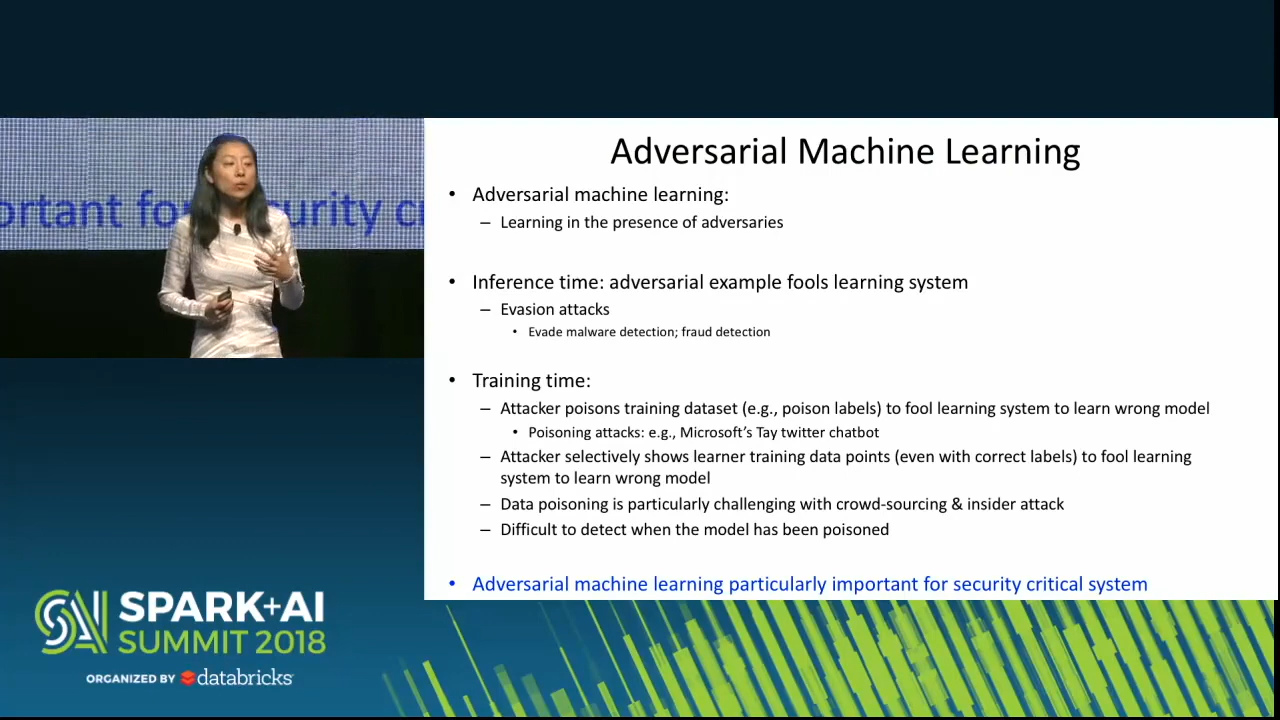 Adversarial Machine Learning
• Adversarial machine learning:
– Learning in the presence of adversaries
• Inference time: adversarial example fools learning system
– Evasion attacks
• Evade malware detection; fraud detection
• Training time:
– Attacker poisons training dataset (e.g., poison labels) to fool learning system to learn wrong model
• Poisoning attacks: e.g., Microsoft's Tay twitter chatbot
– Attacker selectively shows learner training data points (even with correct labels) to fool learning
system to learn wrong model
– Data poisoning is particularly challenging with crowd-sourcing & insider attack
– Difficult to detect when the model has been poisoned
• Adversarial machine learning particularly important for security critical system
SPARK+AI
SUMMIT 2018
ORGANIZED BY databricks